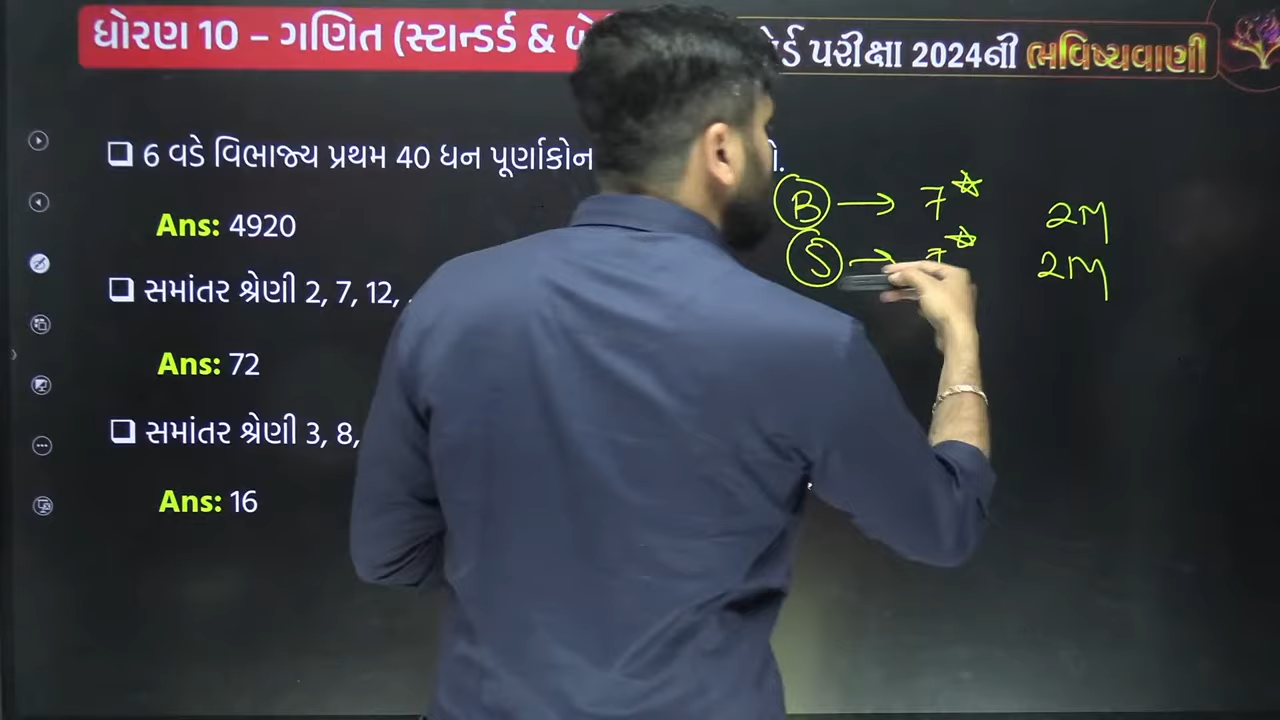 ધોરણ 10 – ગણિત (સ્ટાન્ડર્ડ & પરીક્ષા 2024ની ભવિષ્યવાણી
6 વડે વિભાજ્ય પ્રથમ 40 ધન
B → 7 2M
Ans: 4920
S → 7 2M
સમાંતર શ્રેણી 2, 7, 12,
Ans: 72
સમાંતર શ્રેણી 3, 8,
Ans: 16